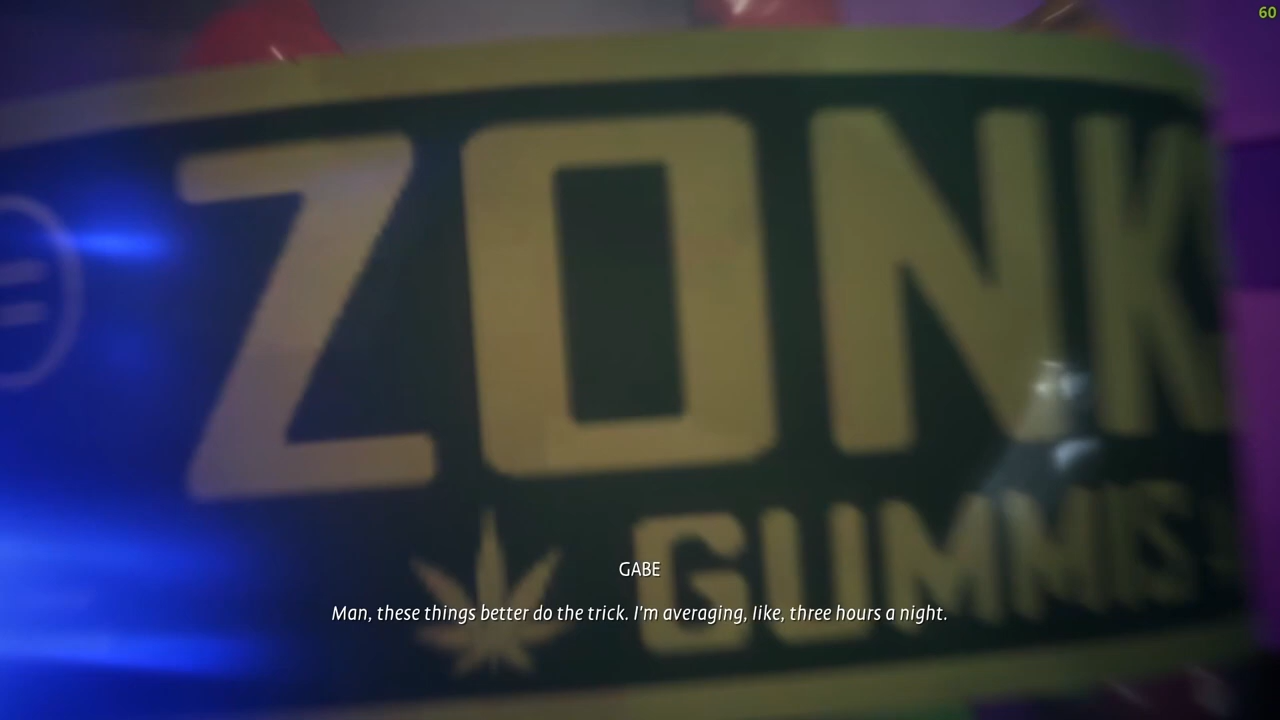 60
ZONK
GUMMIS
GABE
Man, these things better do the trick. I'm averaging, like, three hours a night.